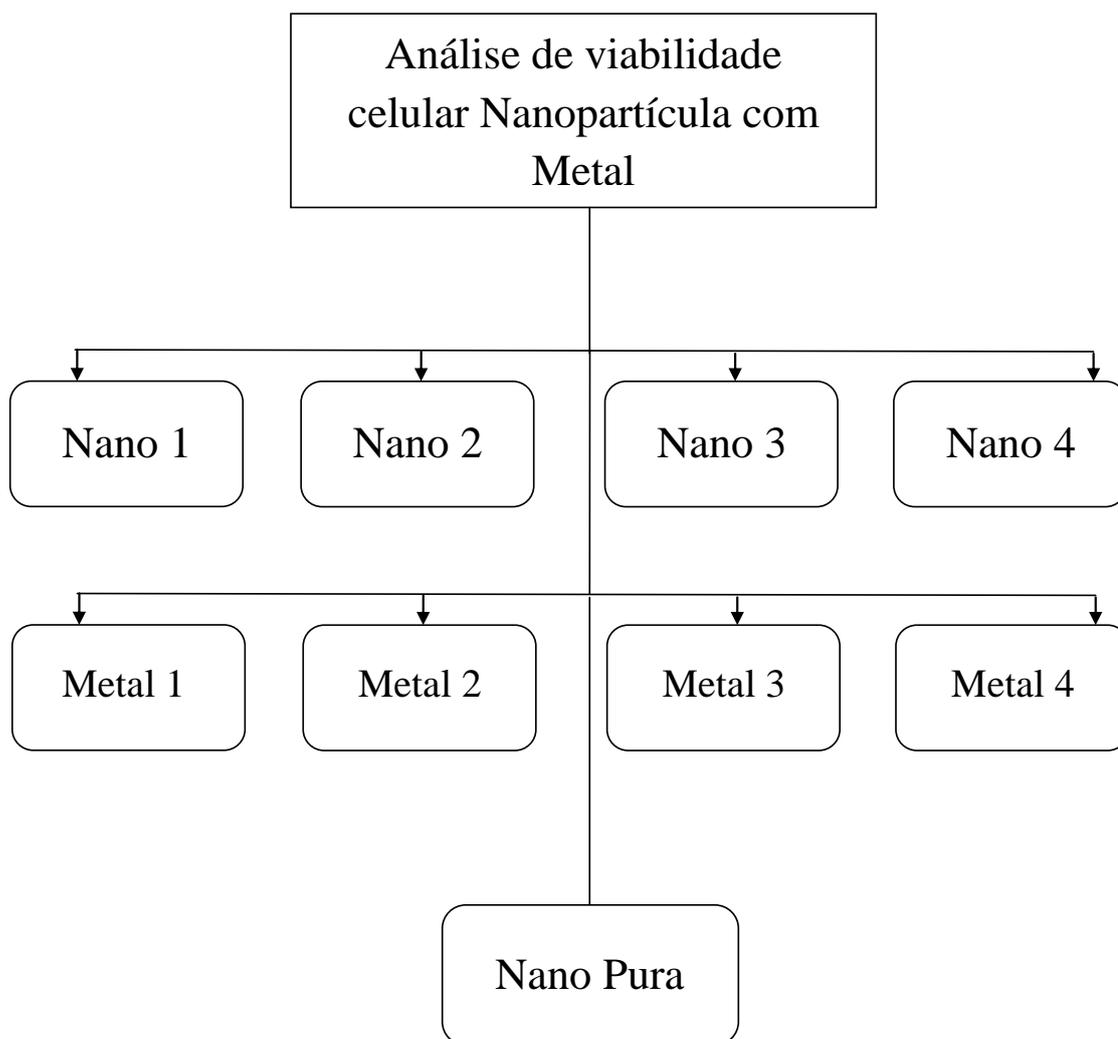 Análise de viabilidade
celular Nanopartícula com
Metal
Nano 1
Nano 2
Nano 3
Nano 4
Metal 1
Metal 2
Metal 3
Metal 4
Nano Pura